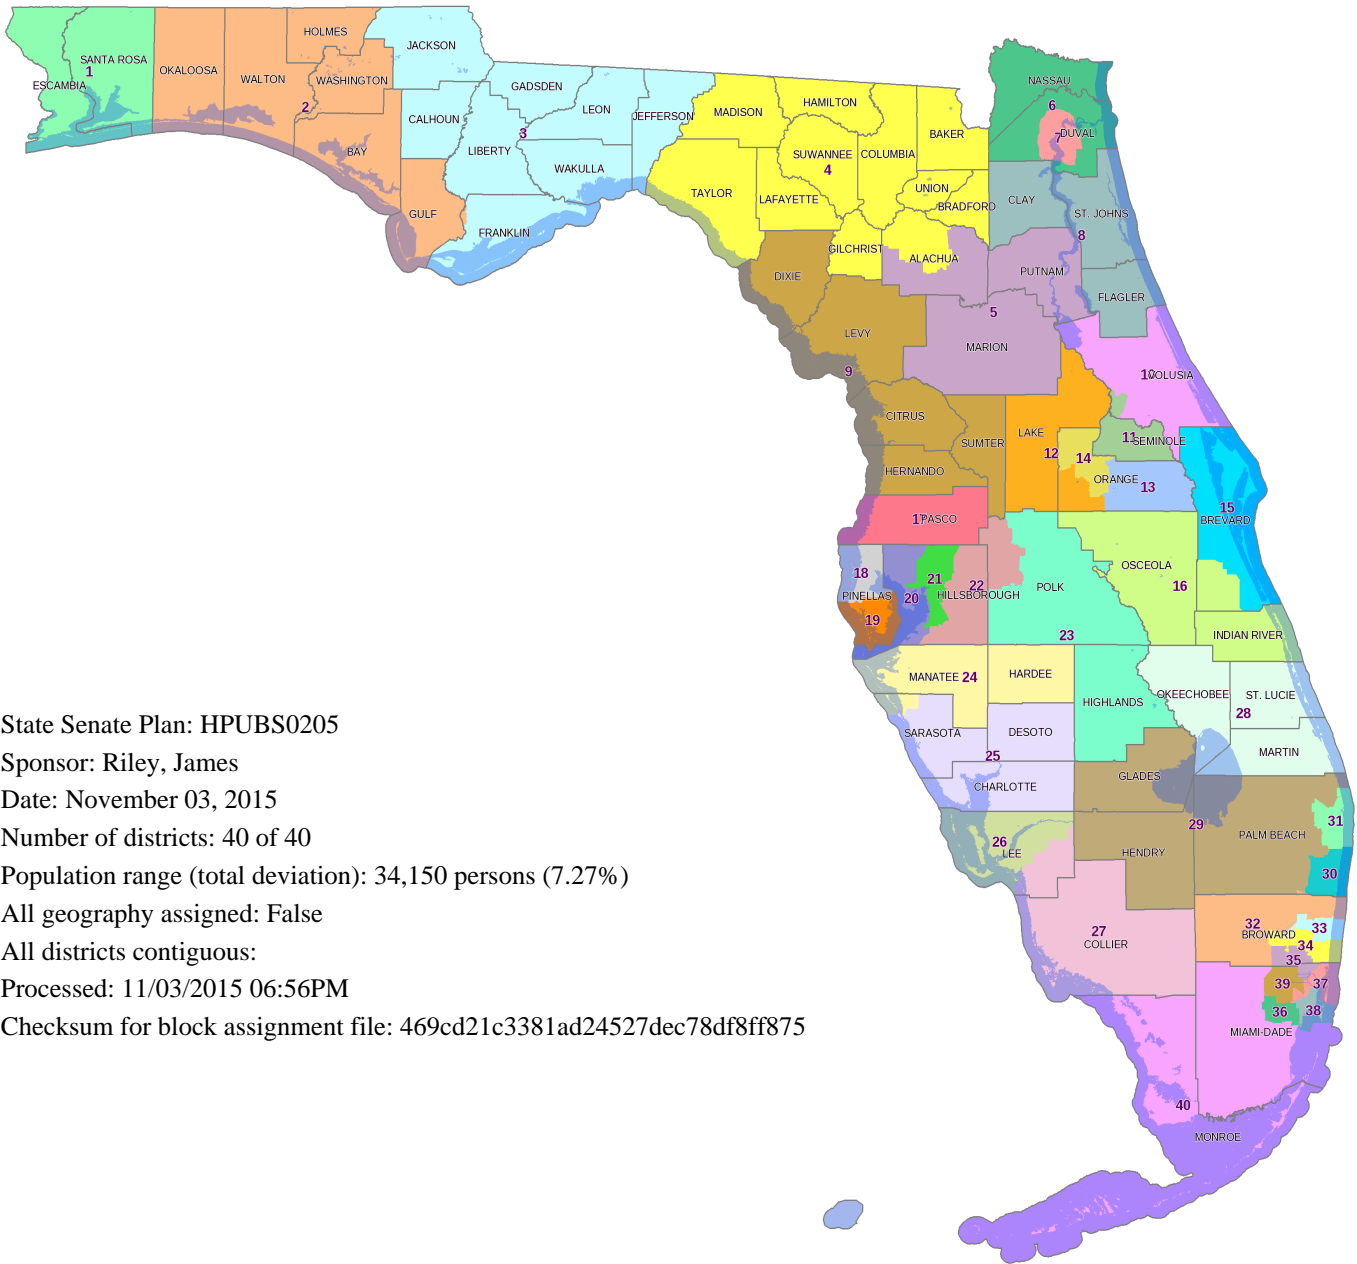 HOLMES
JACKSON
SANTA ROSA
1
ESCAMBIA
OKALOOSA
WALTON
WASHINGTON
2
GADSDEN
LEON
JEFFERSON
CALHOUN
3
LIBERTY
BAY
WAKULLA
GULF
FRANKLIN
MADISON
HAMILTON
BAKER
SUWANNEE
4
COLUMBIA
TAYLOR
LAFAYETTE
UNION
BRADFORD
GILCHRIST
ALACHUA
NASSAU
6
7
DUVAL
CLAY
ST. JOHNS
8
PUTNAM
FLAGLER
DIXIE
5
LEVY
MARION
9
10
VOLUSIA
CITRUS
SUMTER
LAKE
12
11
SEMINOLE
14
HERNANDO
ORANGE
13
15
BREVARD
17
PASCO
18
21
22
PINELLAS
20
HILLSBOROUGH
19
POLK
OSCEOLA
16
23
INDIAN RIVER
MANATEE
24
HARDEE
HIGHLANDS
OKEECHOBEE
ST. LUCIE
28
SARASOTA
DESOTO
25
MARTIN
CHARLOTTE
GLADES
29
31
PALM BEACH
26
LEE
HENDRY
30
27
COLLIER
32
BROWARD
33
34
35
39
37
36
38
MIAMI-DADE
40
MONROE
State Senate Plan: HPUBS0205
Sponsor: Riley, James
Date: November 03, 2015
Number of districts: 40 of 40
Population range (total deviation): 34,150 persons (7.27%)
All geography assigned: False
All districts contiguous:
Processed: 11/03/2015 06:56PM
Checksum for block assignment file: 469cd21c3381ad24527dec78df8ff875